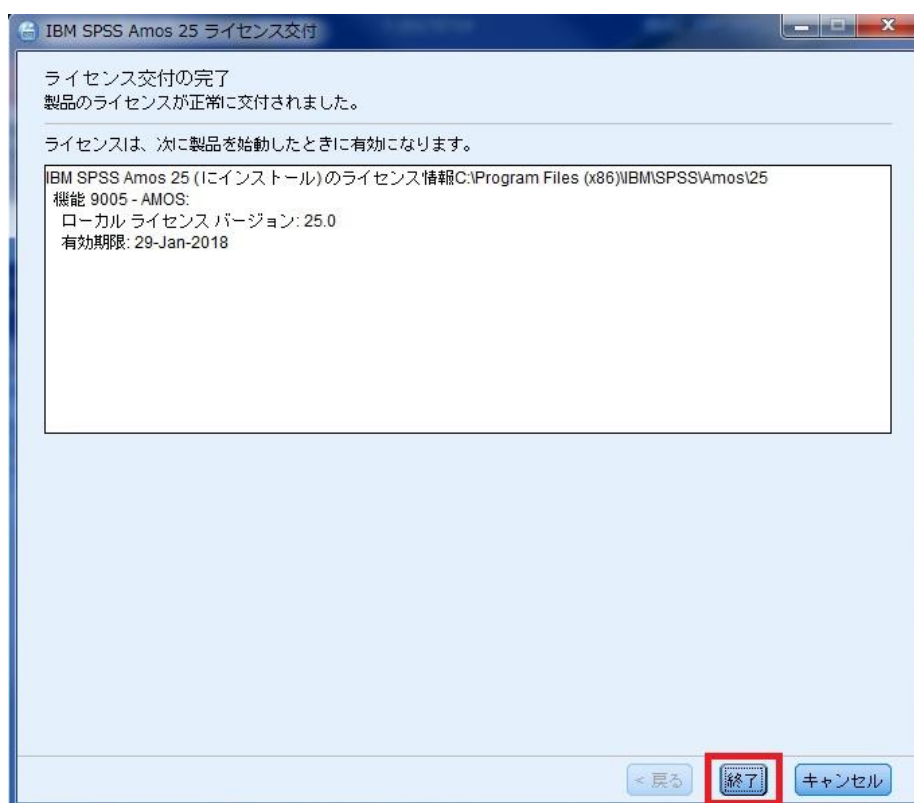 IBM SPSS Amos 25 ライセンス交付
ライセンス交付の完了
製品のライセンスが正常に交付されました。
ライセンスは、次に製品を始動したときに有効になります。
IBM SPSS Amos 25 (にインストール)のライセンス情報C:\Program Files (x86)\IBM\SPSS\Amos\25
機能 9005 - AMOS:
ローカル ライセンス バージョン: 25.0
有効期限: 29-Jan-2018
< 戻る 終了 キャンセル